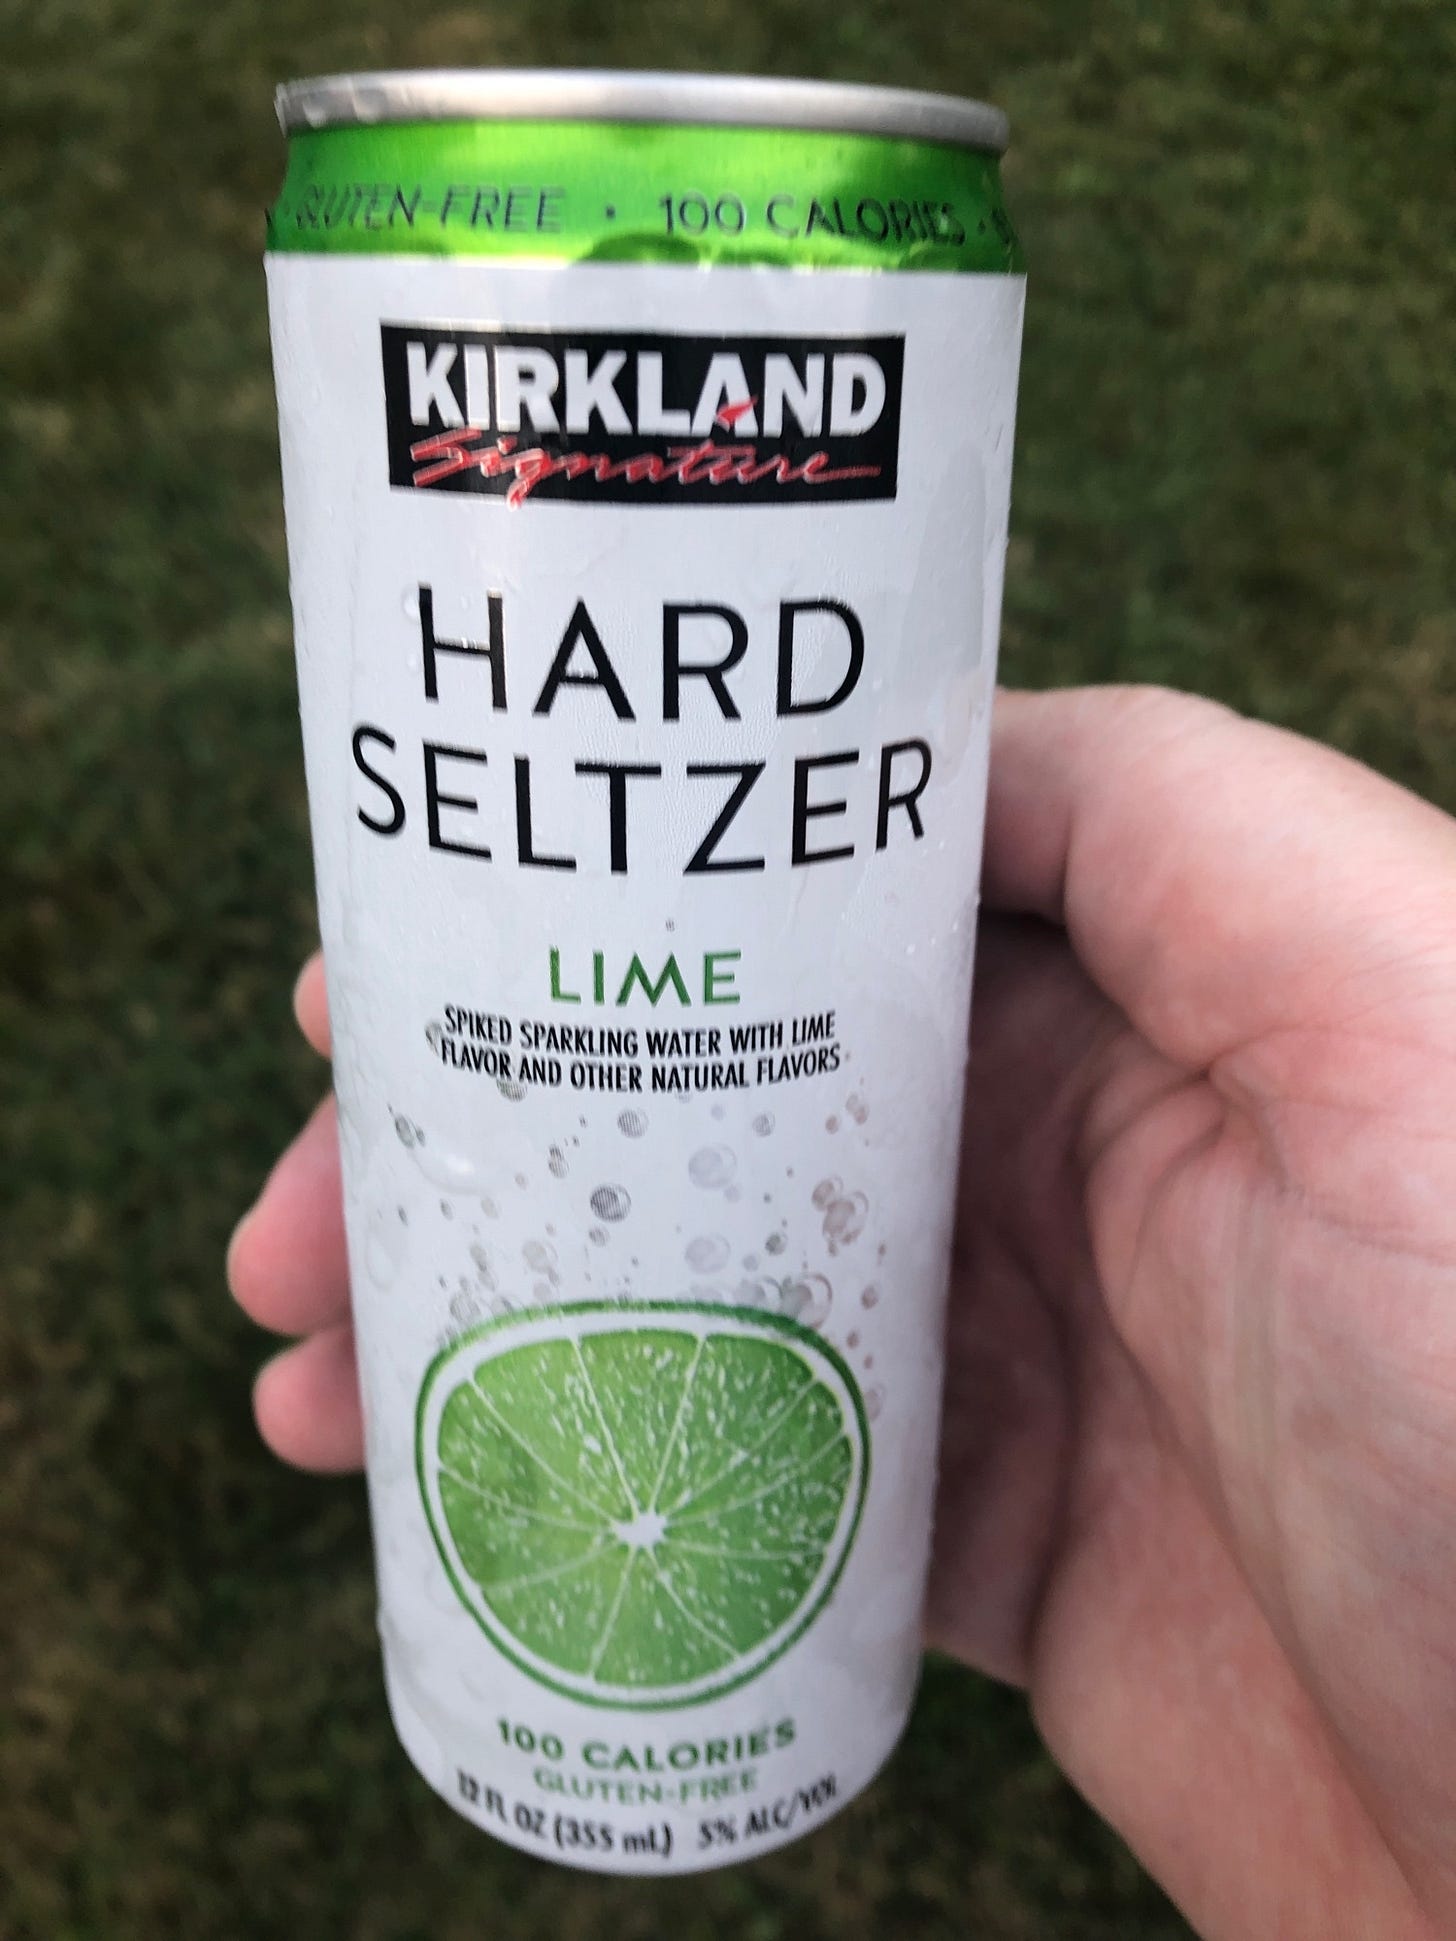 GLUTEN-FREE • 100 CALORIES •
KIRKLAND
Signature
HARD
SELTZER
LIME
SPIKED SPARKLING WATER WITH LIME
FLAVOR AND OTHER NATURAL FLAVORS
100 CALORIES
GLUTEN-FREE
12 FL OZ (355 mL) 5% ALC/VOL